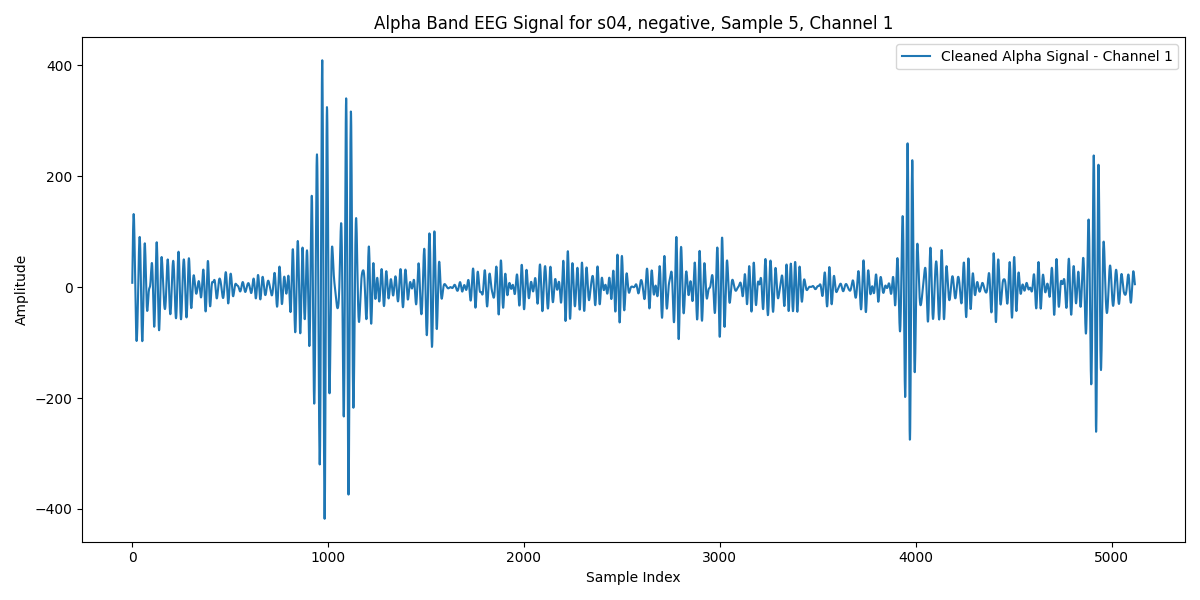 Alpha Band EEG Signal for s04, negative, Sample 5, Channel 1
Cleaned Alpha Signal - Channel 1
400
200
0
−200
−400
Amplitude
0 1000 2000 3000 4000 5000
Sample Index